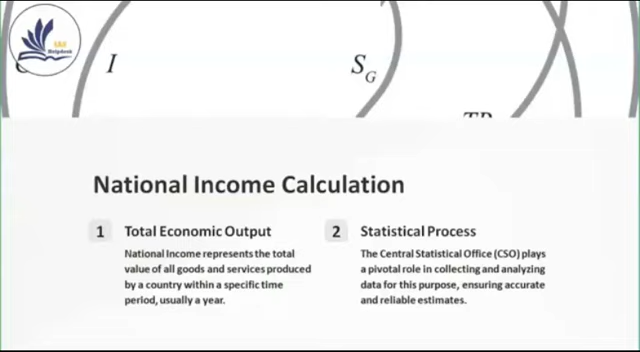 Helpdesk
I
S_G
National Income Calculation
1
Total Economic Output
National Income represents the total
value of all goods and services produced
by a country within a specific time
period, usually a year.
2
Statistical Process
The Central Statistical Office (CSO) plays
a pivotal role in collecting and analyzing
data for this purpose, ensuring accurate
and reliable estimates.